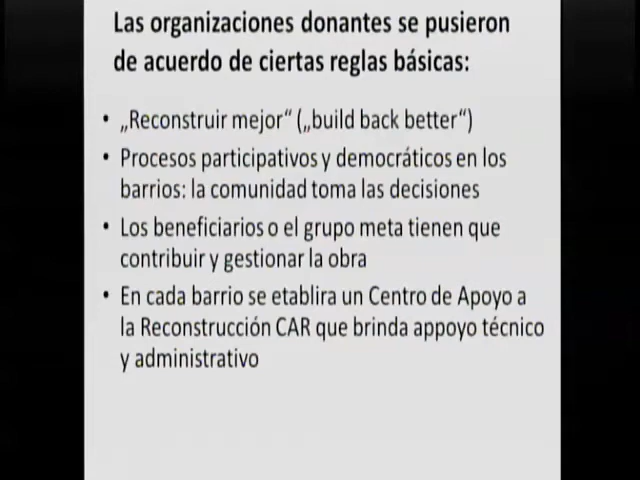 Las organizaciones donantes se pusieron
de acuerdo de ciertas reglas básicas:
• „Reconstruir mejor“ („build back better“)
• Procesos participativos y democráticos en los
barrios: la comunidad toma las decisiones
• Los beneficiarios o el grupo meta tienen que
contribuir y gestionar la obra
• En cada barrio se etablira un Centro de Apoyo a
la Reconstrucción CAR que brinda appoyo técnico
y administrativo